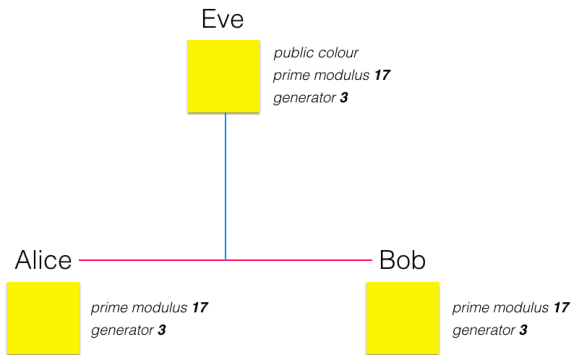 Eve
public colour
prime modulus 17
generator 3
Alice
Bob
prime modulus 17
generator 3
prime modulus 17
generator 3